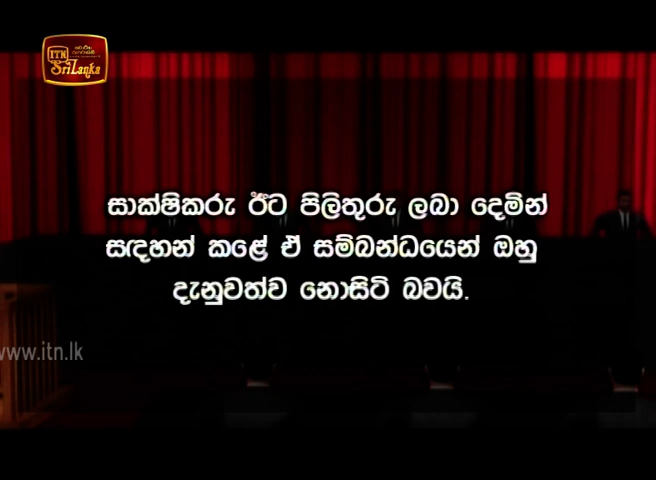 ITN
SriLanka
සාක්ෂිකරු ඊට පිලිතුරු ලබා දෙමින්
සඳහන් කළේ ඒ සම්බන්ධයෙන් ඔහු
දැනුවත්ව නොසිටි බවයි.
www.itn.lk